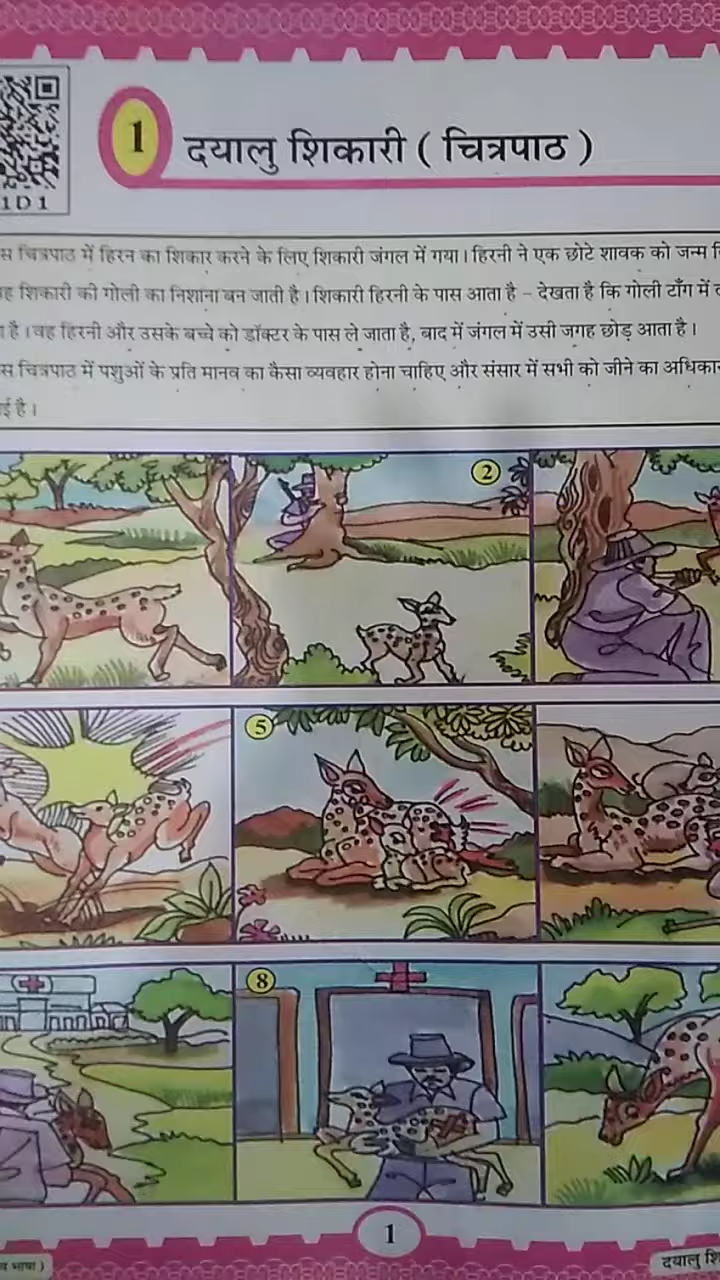 1D1
1 दयालु शिकारी ( चित्रपाठ )
चित्रपाठ में हिरन का शिकार करने के लिए शिकारी जंगल में गया। हिरनी ने एक छोटे शावक को जन्म
शिकारी की गोली का निशाना बन जाती है। शिकारी हिरनी के पास आता है – देखता है कि गोली टाँग में
है। वह हिरनी और उसके बच्चे को डॉक्टर के पास ले जाता है, बाद में जंगल में उसी जगह छोड़ आता है।
चित्रपाठ में पशुओं के प्रति मानव का कैसा व्यवहार होना चाहिए और संसार में सभी को जीने का
है।
2
5
8
1
भाषा )
दयालु